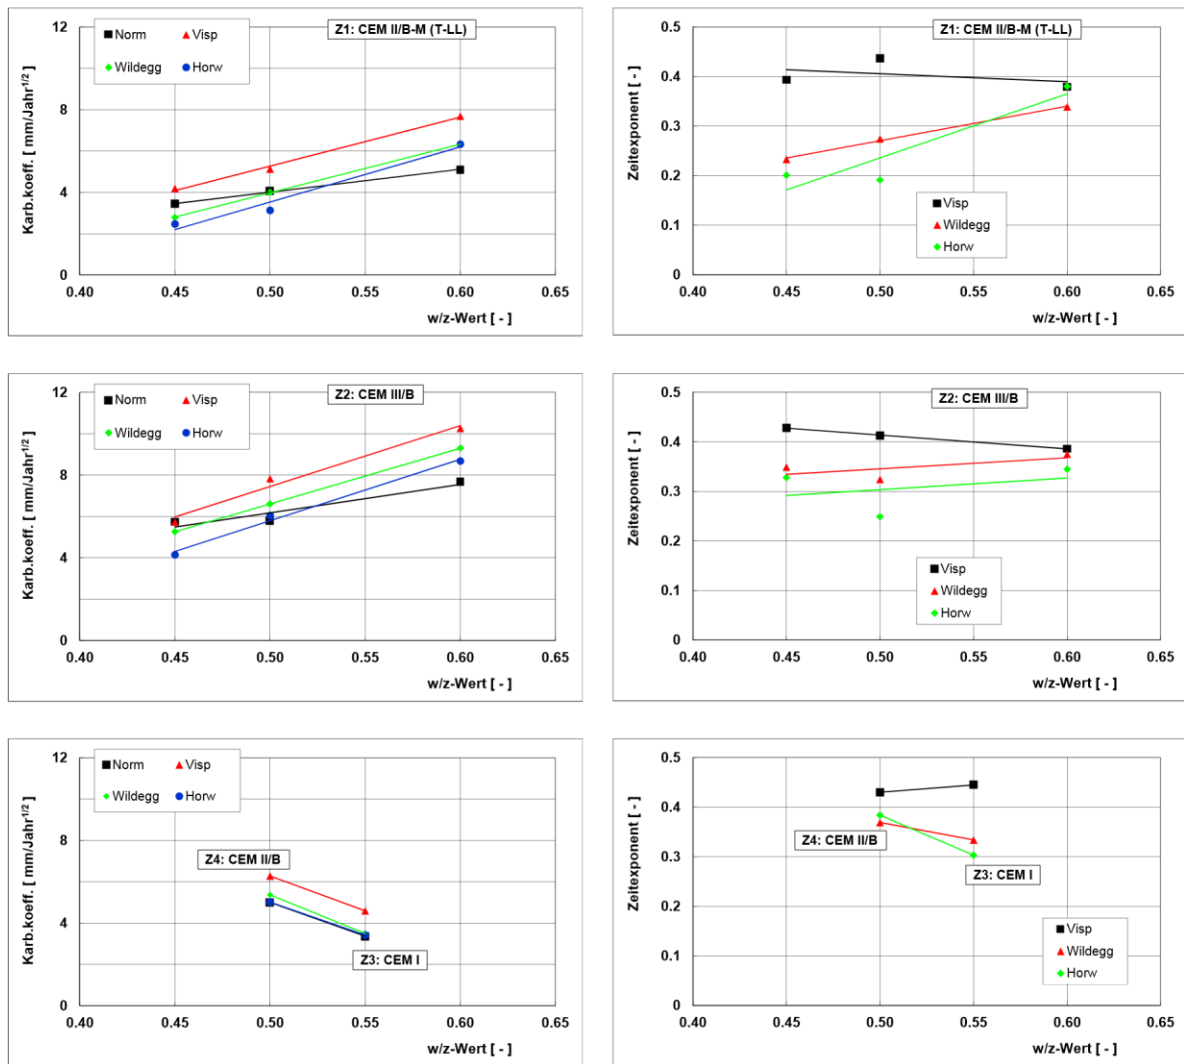 Z1: CEM II/B-M (T-LL)
Norm
Visp
Wildegg
Horw
Karb.koeff. [ mm/Jahr1/2 ]
12
8
4
0
0.40
0.45
0.50
0.55
0.60
0.65
w/z-Wert [ - ]
Z1: CEM II/B-M (T-LL)
Zeitexponent [ - ]
0.5
0.4
0.3
0.2
0.1
0
Visp
Wildegg
Horw
0.40
0.45
0.50
0.55
0.60
0.65
w/z-Wert [ - ]
Z2: CEM III/B
Norm
Visp
Wildegg
Horw
Karb.koeff. [ mm/Jahr1/2 ]
12
8
4
0
0.40
0.45
0.50
0.55
0.60
0.65
w/z-Wert [ - ]
Z2: CEM III/B
Zeitexponent [ - ]
0.5
0.4
0.3
0.2
0.1
0
Visp
Wildegg
Horw
0.40
0.45
0.50
0.55
0.60
0.65
w/z-Wert [ - ]
Norm
Visp
Wildegg
Horw
Karb.koeff. [ mm/Jahr1/2 ]
12
8
4
0
Z4: CEM II/B
Z3: CEM I
0.40
0.45
0.50
0.55
0.60
0.65
w/z-Wert [ - ]
Zeitexponent [ - ]
0.5
0.4
0.3
0.2
0.1
0
Z4: CEM II/B
Z3: CEM I
Visp
Wildegg
Horw
0.40
0.45
0.50
0.55
0.60
0.65
w/z-Wert [ - ]